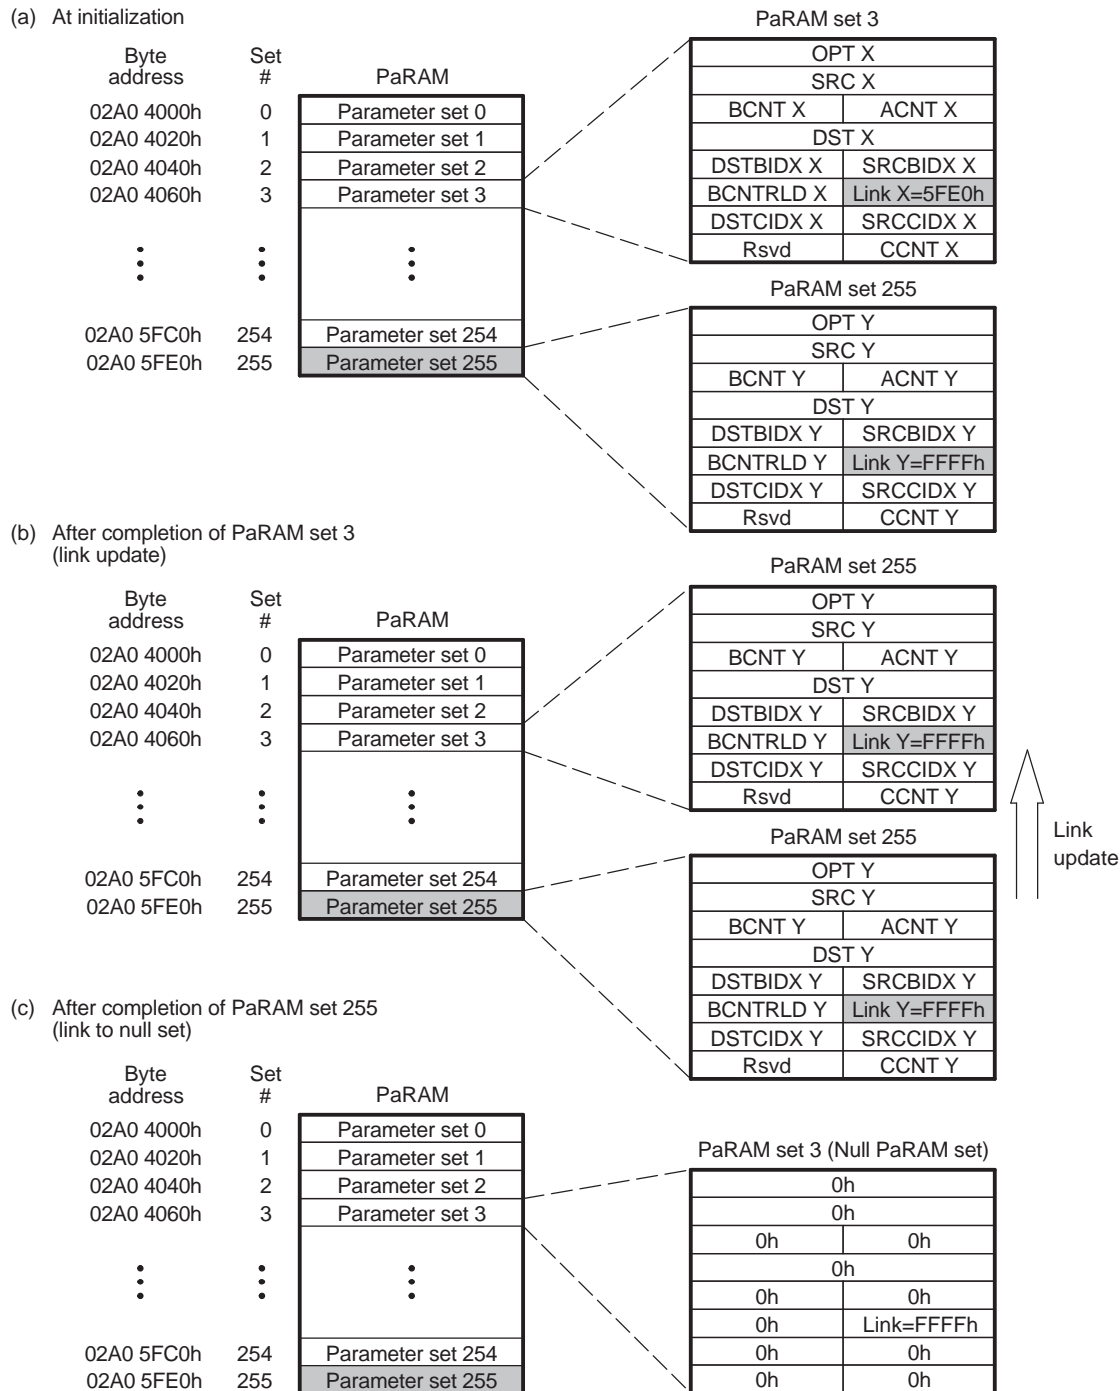 (a) At initialization
Byte address Set # PaRAM
02A0 4000h 0 Parameter set 0
02A0 4020h 1 Parameter set 1
02A0 4040h 2 Parameter set 2
02A0 4060h 3 Parameter set 3
02A0 5FC0h 254 Parameter set 254
02A0 5FE0h 255 Parameter set 255
PaRAM set 3
OPT X
SRC X
BCNT X ACNT X
DST X
DSTBIDX X SRCBIDX X
BCNTRLD X Link X=5FE0h
DSTCIDX X SRCCIDX X
Rsvd CCNT X
PaRAM set 255
OPT Y
SRC Y
BCNT Y ACNT Y
DST Y
DSTBIDX Y SRCBIDX Y
BCNTRLD Y Link Y=FFFFh
DSTCIDX Y SRCCIDX Y
Rsvd CCNT Y
(b) After completion of PaRAM set 3
(link update)
Byte address Set # PaRAM
02A0 4000h 0 Parameter set 0
02A0 4020h 1 Parameter set 1
02A0 4040h 2 Parameter set 2
02A0 4060h 3 Parameter set 3
02A0 5FC0h 254 Parameter set 254
02A0 5FE0h 255 Parameter set 255
PaRAM set 255
OPT Y
SRC Y
BCNT Y ACNT Y
DST Y
DSTBIDX Y SRCBIDX Y
BCNTRLD Y Link Y=FFFFh
DSTCIDX Y SRCCIDX Y
Rsvd CCNT Y
Link
update
PaRAM set 255
OPT Y
SRC Y
BCNT Y ACNT Y
DST Y
DSTBIDX Y SRCBIDX Y
BCNTRLD Y Link Y=FFFFh
DSTCIDX Y SRCCIDX Y
Rsvd CCNT Y
(c) After completion of PaRAM set 255
(link to null set)
Byte address Set # PaRAM
02A0 4000h 0 Parameter set 0
02A0 4020h 1 Parameter set 1
02A0 4040h 2 Parameter set 2
02A0 4060h 3 Parameter set 3
02A0 5FC0h 254 Parameter set 254
02A0 5FE0h 255 Parameter set 255
PaRAM set 3 (Null PaRAM set)
0h
0h
0h 0h
0h
0h 0h
0h Link=FFFFh
0h 0h
0h 0h